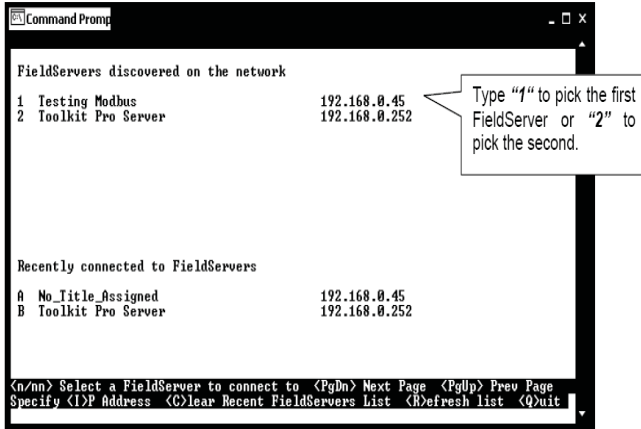 Command Promp
FieldServers discovered on the network
1 Testing Modbus 192.168.0.45
2 Toolkit Pro Server 192.168.0.252
Type "1" to pick the first
FieldServer or "2" to
pick the second.
Recently connected to FieldServers
A No_Title_Assigned 192.168.0.45
B Toolkit Pro Server 192.168.0.252
<n/nn> Select a FieldServer to connect to <PgDn> Next Page <PgUp> Prev Page
Specify <I>P Address <C>lear Recent FieldServers List <R>efresh list <Q>uit